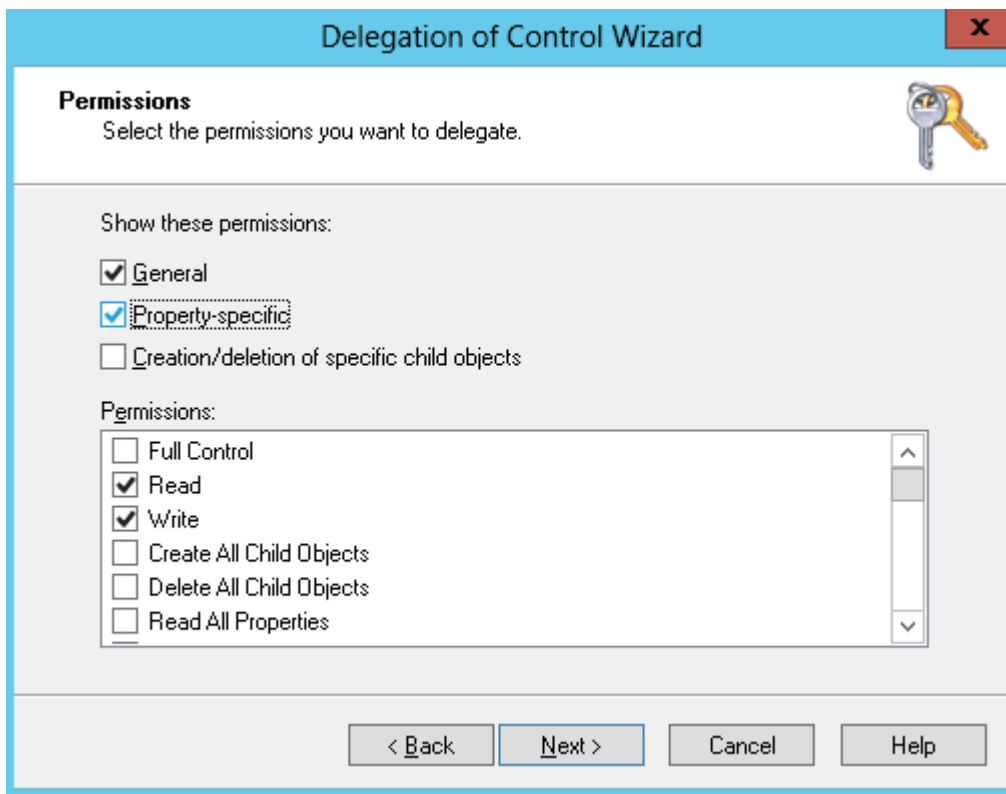 Delegation of Control Wizard
x
Permissions
Select the permissions you want to delegate.
Show these permissions:
General
Property-specific
Creation/deletion of specific child objects
Permissions:
Full Control
Read
Write
Create All Child Objects
Delete All Child Objects
Read All Properties
< Back
Next >
Cancel
Help